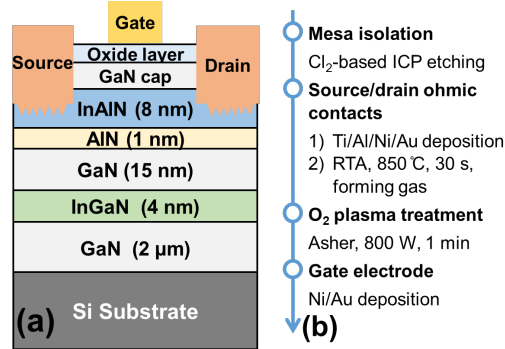 Gate
Source
Oxide layer
Drain
GaN cap
InAlN (8 nm)
AlN (1 nm)
GaN (15 nm)
InGaN (4 nm)
GaN (2 μm)
Si Substrate
(a)
Mesa isolation
Cl2-based ICP etching
Source/drain ohmic
contacts
1) Ti/Al/Ni/Au deposition
2) RTA, 850℃, 30 s,
forming gas
O2 plasma treatment
Asher, 800 W, 1 min
Gate electrode
Ni/Au deposition
(b)